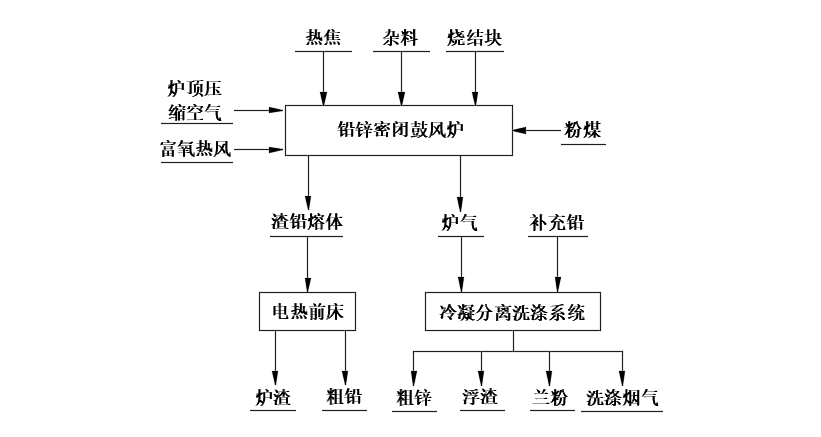 热焦
杂料
烧结块
炉顶压
缩空气
铅锌密闭鼓风炉
粉煤
富氧热风
渣铅熔体
炉气
补充铅
电热前床
冷凝分离洗涤系统
炉渣
粗铅
粗锌
浮渣
兰粉
洗涤烟气